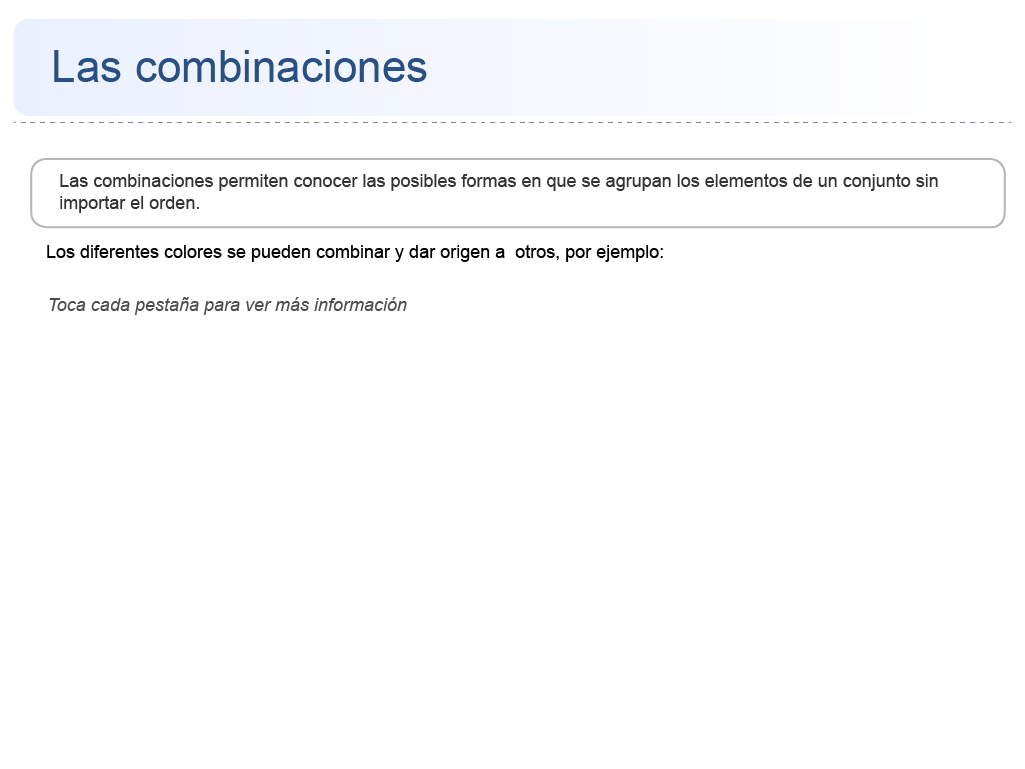 Las combinaciones
Las combinaciones permiten conocer las posibles formas en que se agrupan los elementos de un conjunto sin
importar el orden.
Los diferentes colores se pueden combinar y dar origen a  otros, por ejemplo:
Toca cada pestaña para ver más información